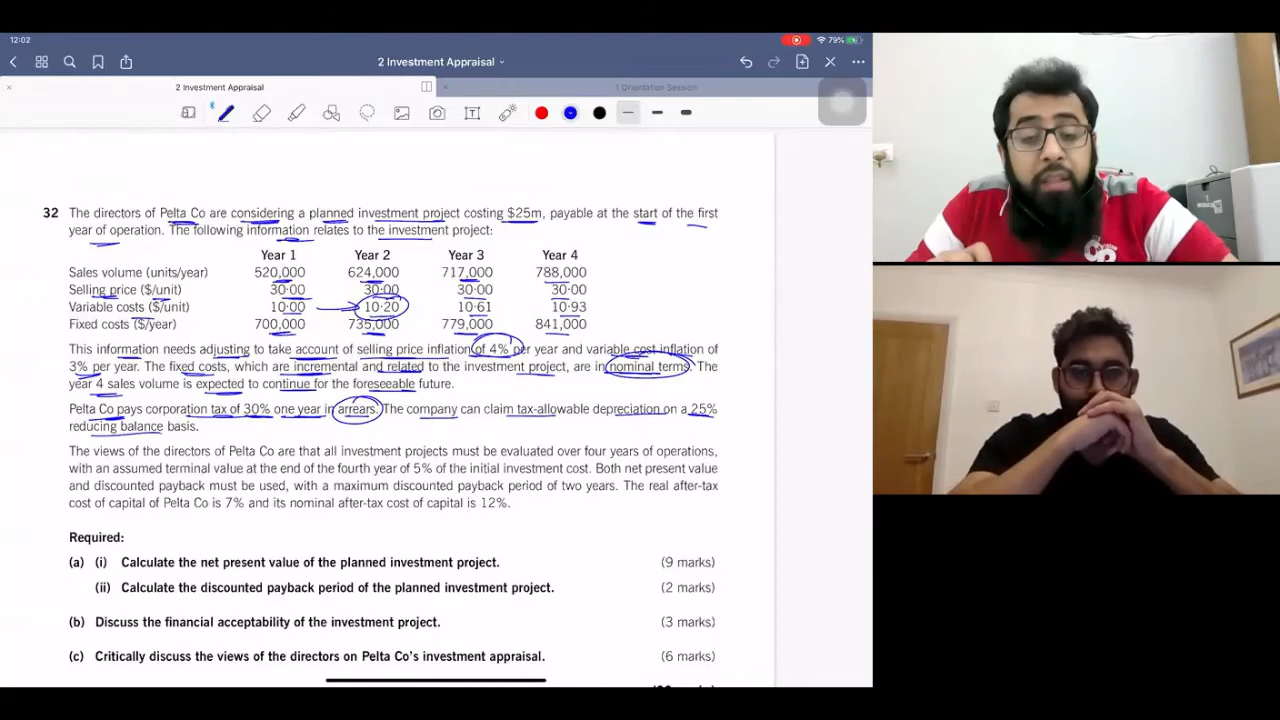 12:02
79%
2 Investment Appraisal
2 Investment Appraisal
1 Orientation Session
32 The directors of Pelta Co are considering a planned investment project costing $25m, payable at the start of the first
year of operation. The following information relates to the investment project:
Year 1 Year 2 Year 3 Year 4
Sales volume (units/year) 520,000 624,000 717,000 788,000
Selling price ($/unit) 30·00 30·00 30·00 30·00
Variable costs ($/unit) 10·00 10·20 10·61 10·93
Fixed costs ($/year) 700,000 735,000 779,000 841,000
This information needs adjusting to take account of selling price inflation of 4% per year and variable cost inflation of
3% per year. The fixed costs, which are incremental and related to the investment project, are in nominal terms. The
year 4 sales volume is expected to continue for the foreseeable future.
Pelta Co pays corporation tax of 30% one year in arrears. The company can claim tax-allowable depreciation on a 25%
reducing balance basis.
The views of the directors of Pelta Co are that all investment projects must be evaluated over four years of operations,
with an assumed terminal value at the end of the fourth year of 5% of the initial investment cost. Both net present value
and discounted payback must be used, with a maximum discounted payback period of two years. The real after-tax
cost of capital of Pelta Co is 7% and its nominal after-tax cost of capital is 12%.
Required:
(a) (i) Calculate the net present value of the planned investment project. (9 marks)
(ii) Calculate the discounted payback period of the planned investment project. (2 marks)
(b) Discuss the financial acceptability of the investment project. (3 marks)
(c) Critically discuss the views of the directors on Pelta Co's investment appraisal. (6 marks)